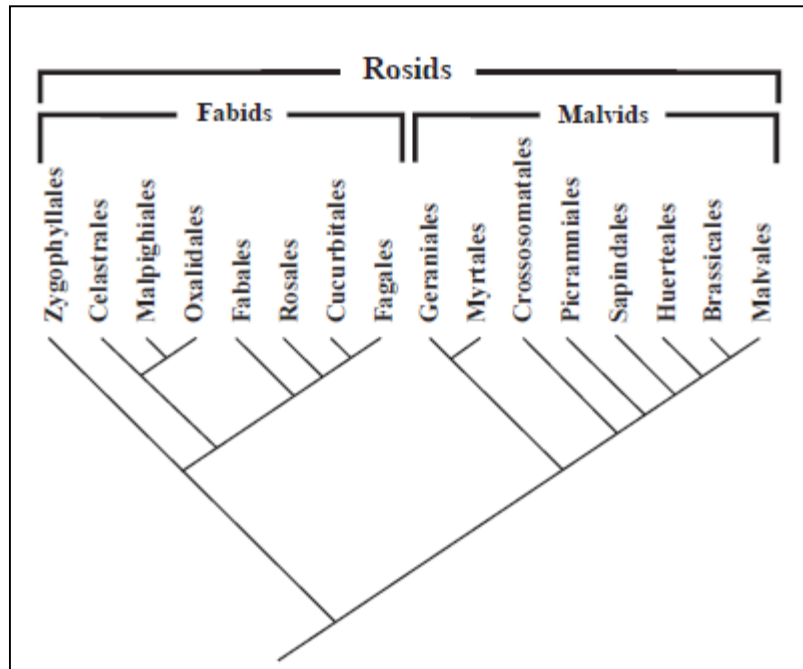 Rosids
Fabids
Malvids
Zygophyllales
Celastrales
Malpighiales
Oxalidales
Fabales
Rosales
Cucurbitales
Fagales
Geraniales
Myrtales
Crossosomatales
Picramniales
Sapindales
Huerteales
Brassicales
Malvales